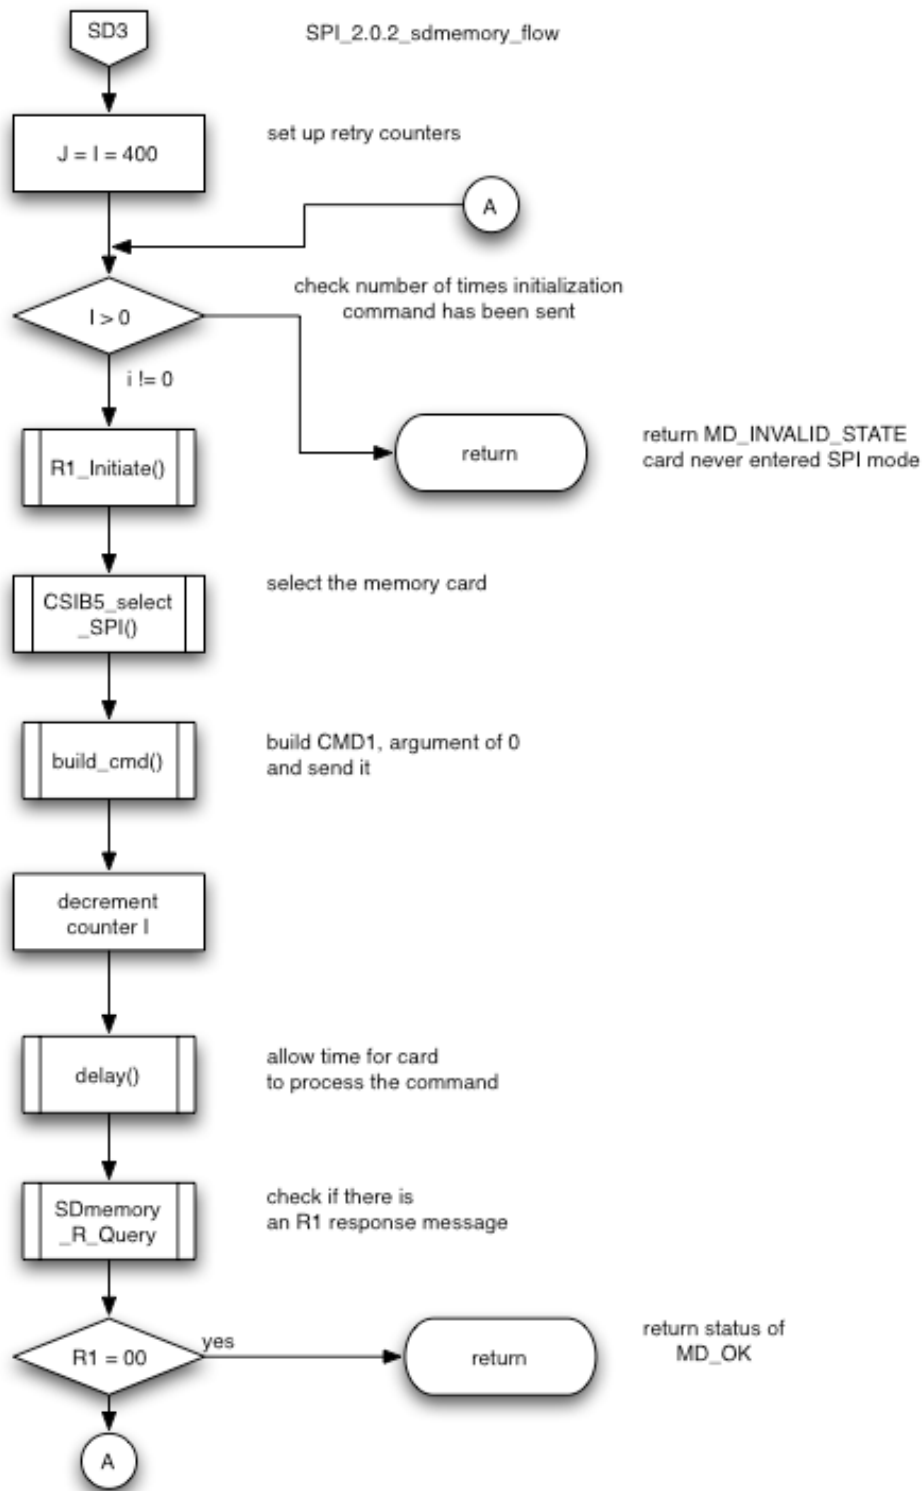 SD3
SPI_2.0.2_sdmemory_flow
J = I = 400
set up retry counters
A
I > 0
check number of times initialization
command has been sent
i != 0
R1_Initiate()
return
return MD_INVALID_STATE
card never entered SPI mode
CSIB5_select
_SPI()
select the memory card
build_cmd()
build CMD1, argument of 0
and send it
decrement
counter I
delay()
allow time for card
to process the command
SDmemory
_R_Query
check if there is
an R1 response message
R1 = 00
yes
return
return status of
MD_OK
A